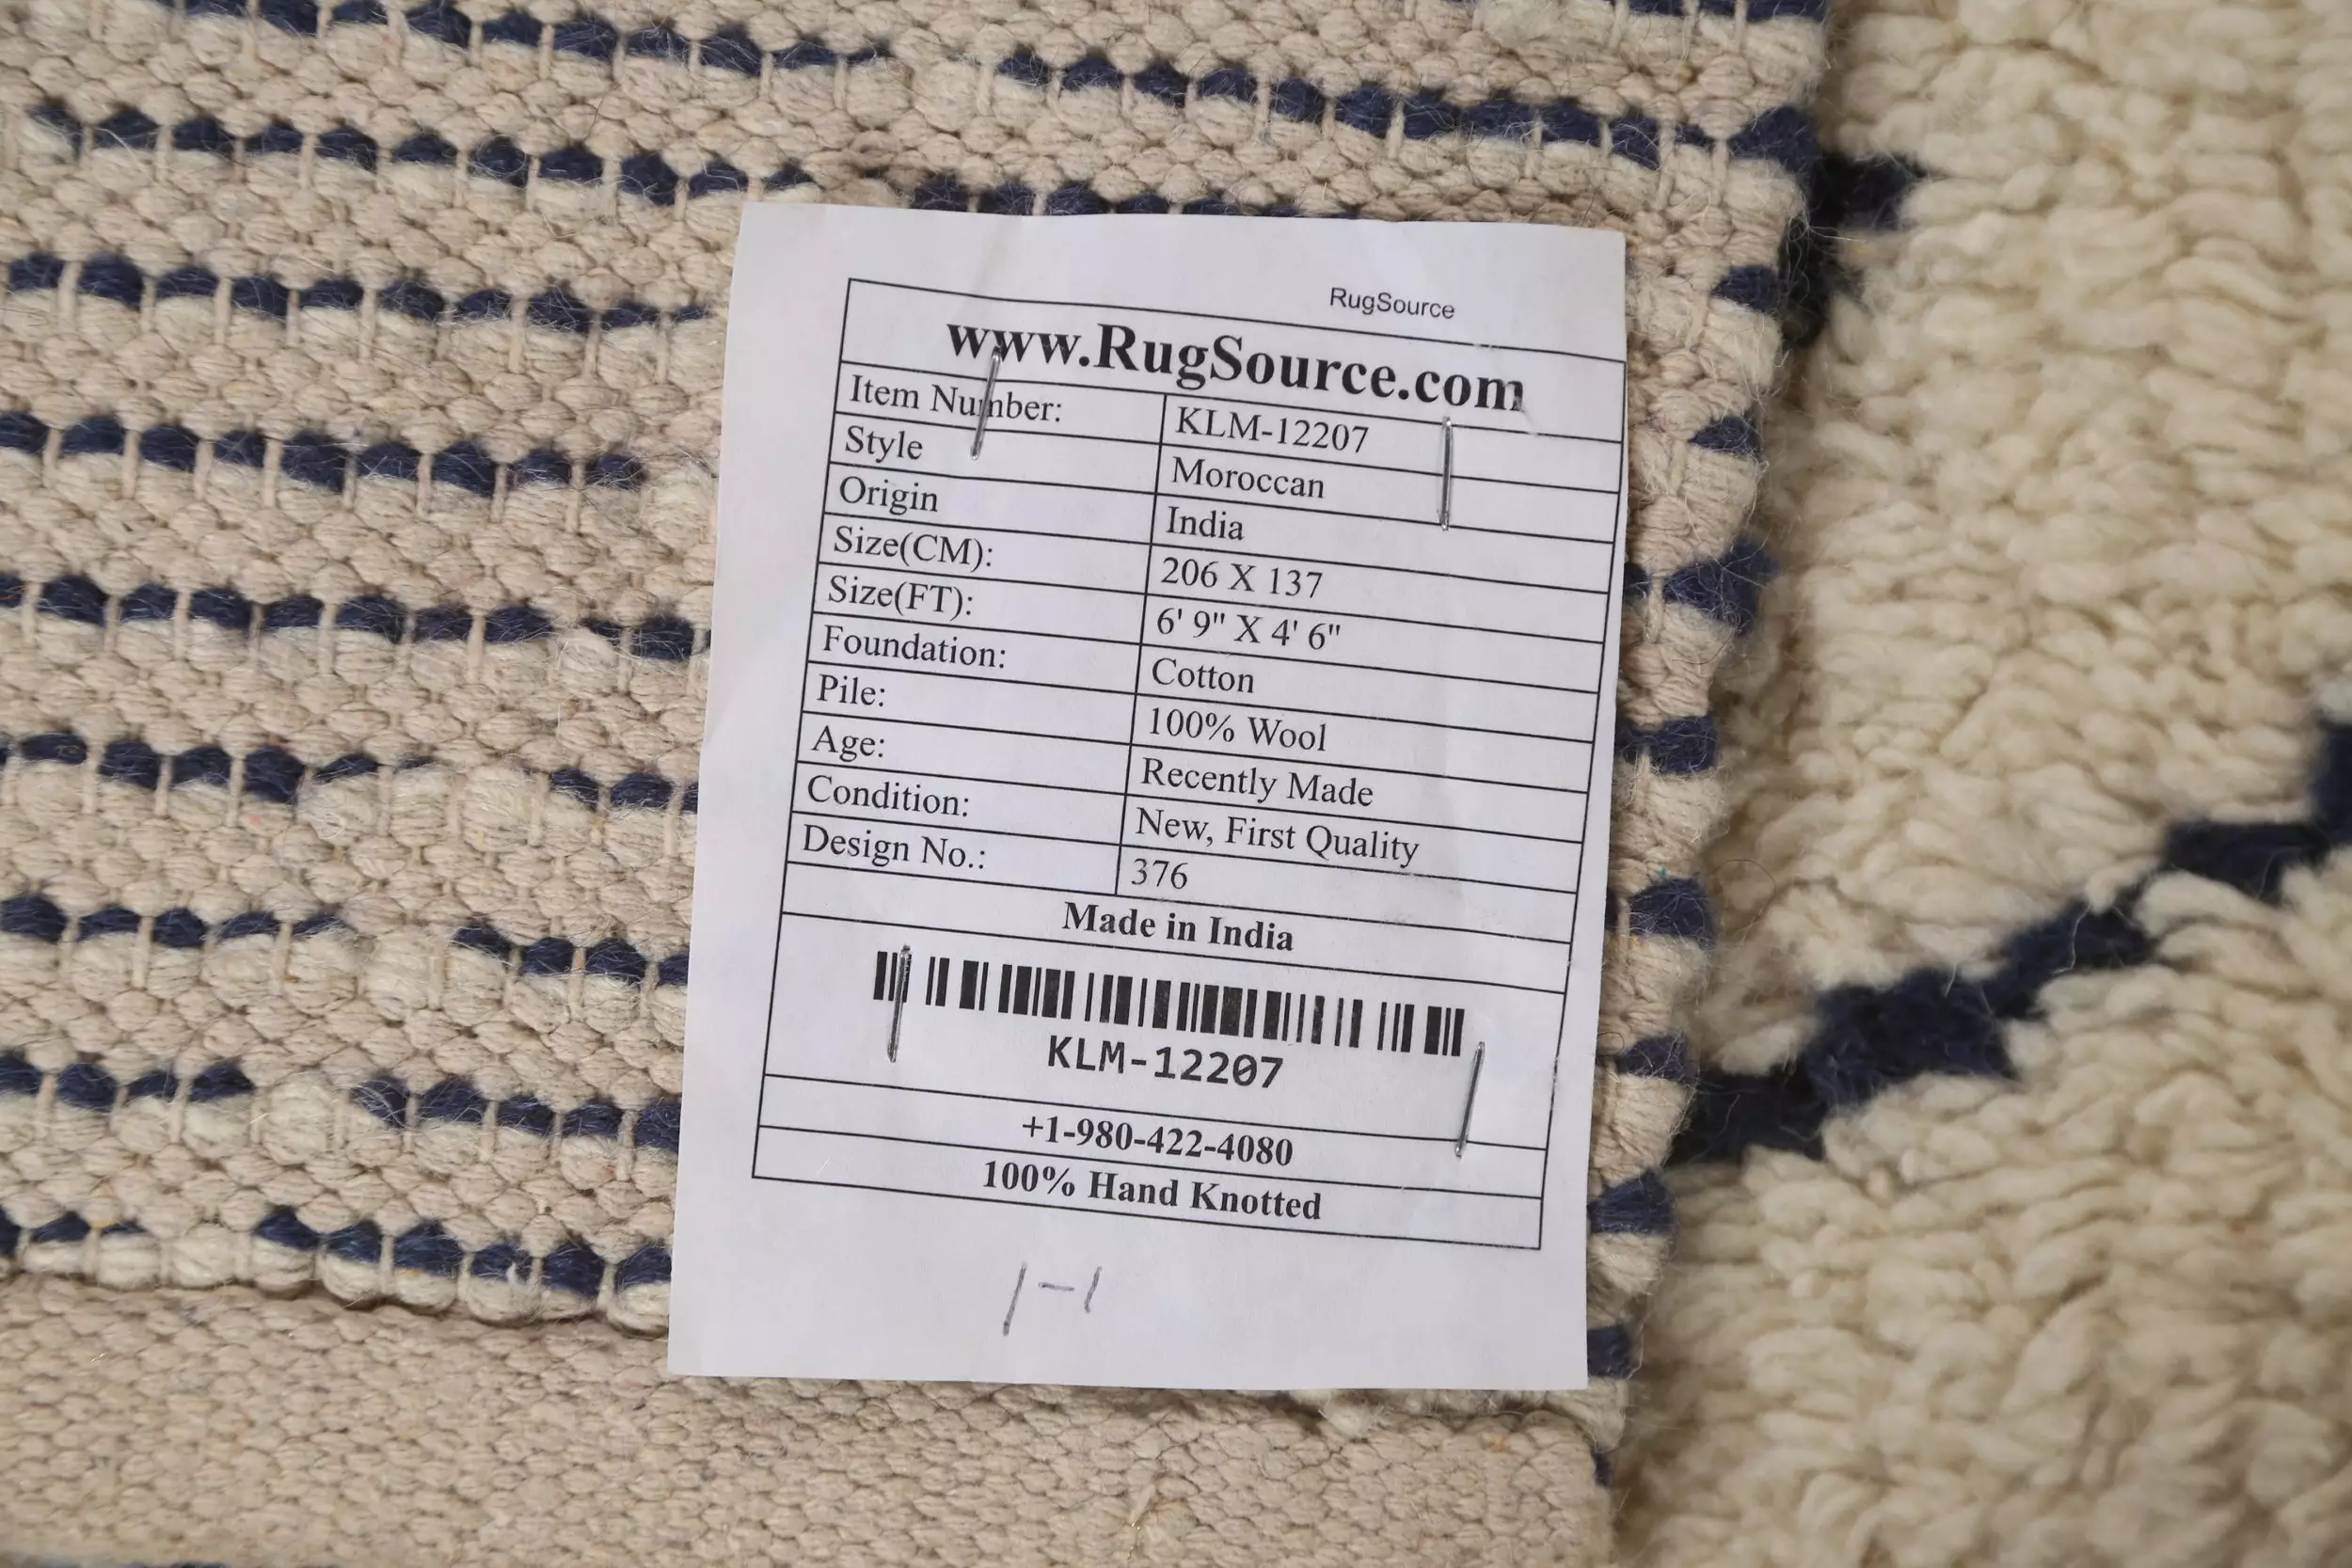 RugSource
www.RugSource.com
Item Number: KLM-12207
Style Moroccan
Origin India
Size(CM): 206 X 137
Size(FT): 6' 9" X 4' 6"
Foundation: Cotton
Pile: 100% Wool
Age: Recently Made
Condition: New, First Quality
Design No.: 376
Made in India
KLM-12207
+1-980-422-4080
100% Hand Knotted
1-1